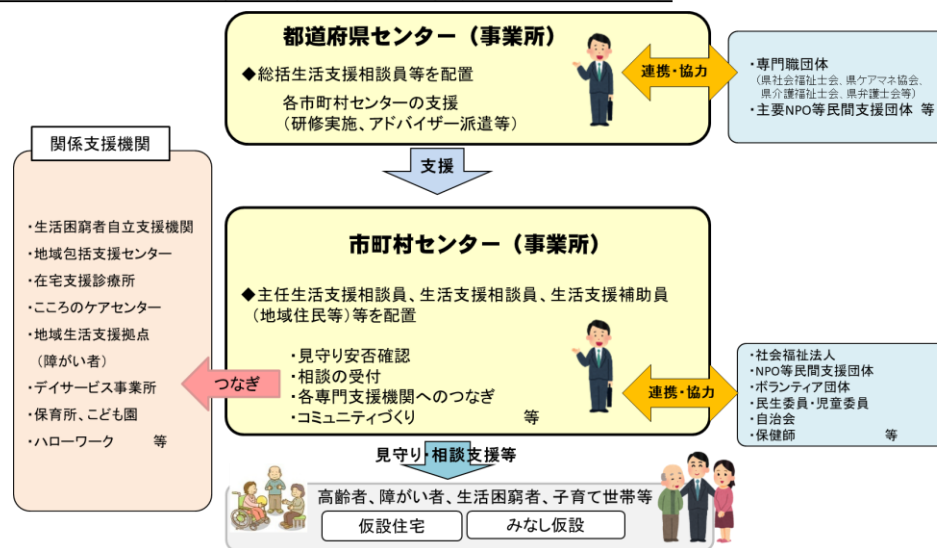 都道府県センター（事業所）
◆総括生活支援相談員等を配置
各市町村センターの支援
（研修実施、アドバイザー派遣等）
連携・協力
・専門職団体
（県社会福祉士会、県ケアマネ協会、
県介護福祉士会、県弁護士会等）
・主要NPO等民間支援団体 等
支援
関係支援機関
・生活困窮者自立支援機関
・地域包括支援センター
・在宅支援診療所
・こころのケアセンター
・地域生活支援拠点
（障がい者）
・デイサービス事業所
・保育所、こども園
・ハローワーク 等
つなぎ
市町村センター（事業所）
◆主任生活支援相談員、生活支援相談員、生活支援補助員
（地域住民等）等を配置
・見守り安否確認
・相談の受付
・各専門支援機関へのつなぎ
・コミュニティづくり 等
連携・協力
・社会福祉法人
・NPO等民間支援団体
・ボランティア団体
・民生委員・児童委員
・自治会
・保健師 等
見守り・相談支援等
高齢者、障がい者、生活困窮者、子育て世帯等
仮設住宅
みなし仮設